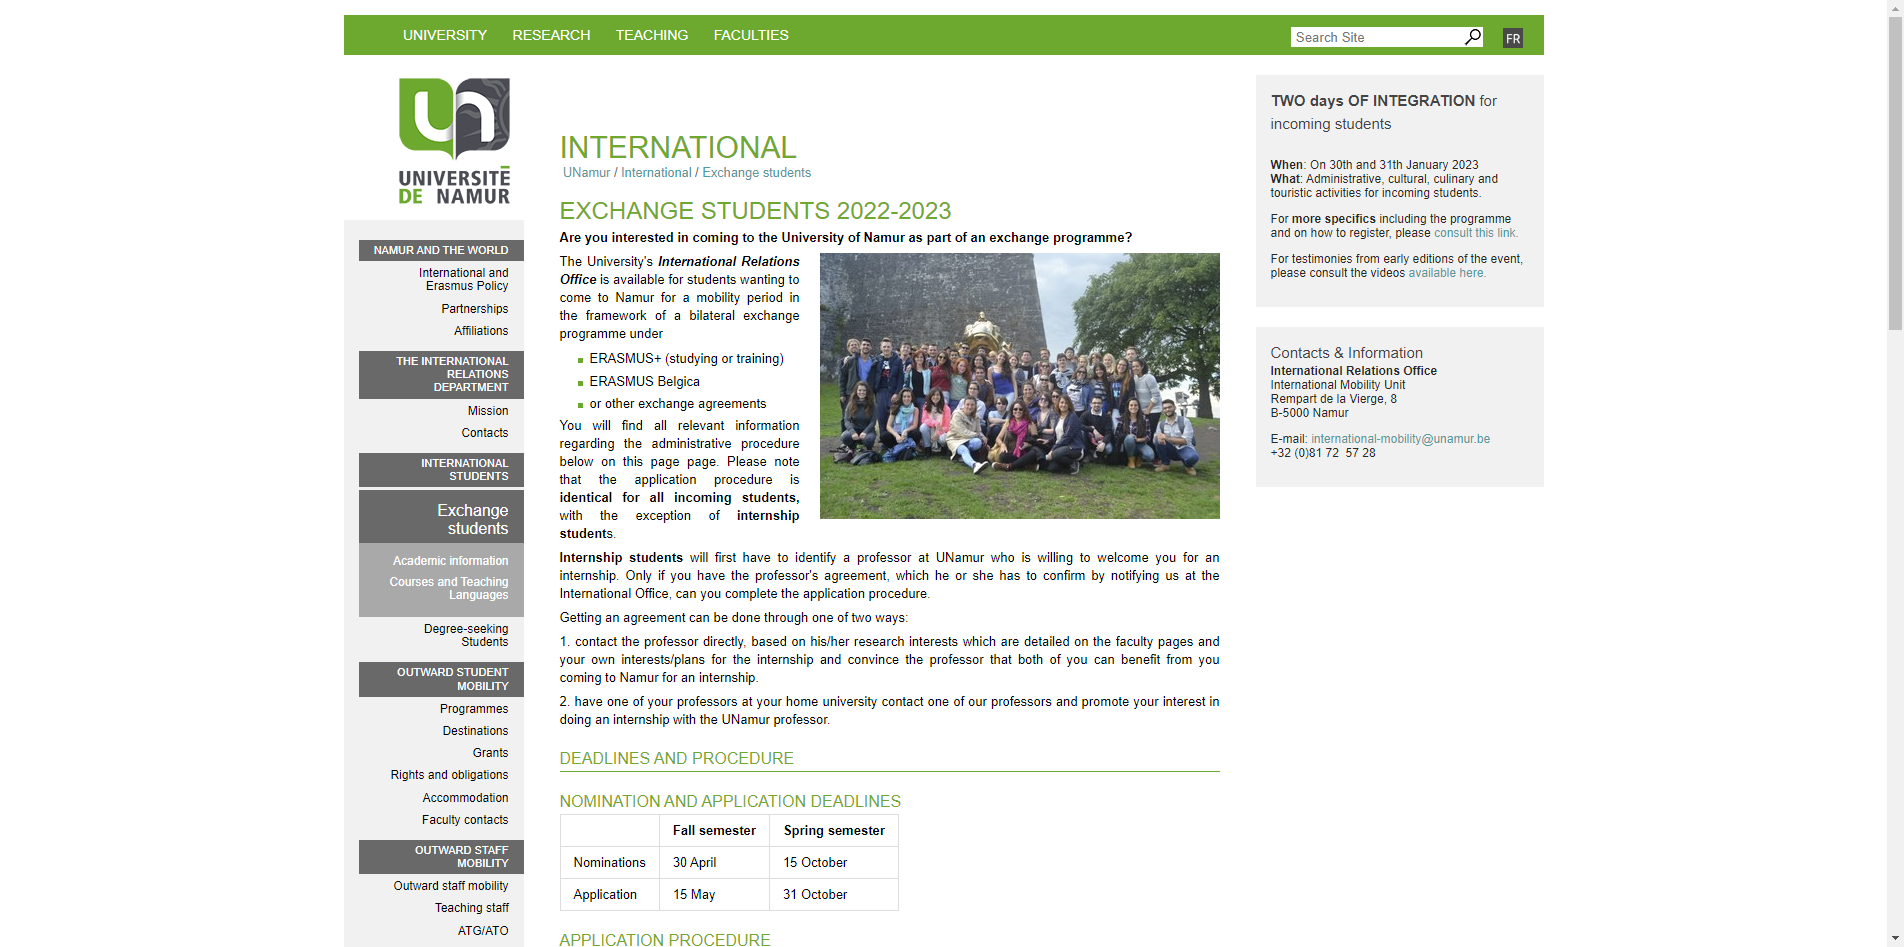 UNIVERSITY RESEARCH TEACHING FACULTIES
Search Site
FR
UN
UNIVERSITÉ
DE NAMUR
NAMUR AND THE WORLD
International and
Erasmus Policy
Partnerships
Affiliations
THE INTERNATIONAL
RELATIONS
DEPARTMENT
Mission
Contacts
INTERNATIONAL
STUDENTS
Exchange
students
Academic information
Courses and Teaching
Languages
Degree-seeking
Students
OUTWARD STUDENT
MOBILITY
Programmes
Destinations
Grants
Rights and obligations
Accommodation
Faculty contacts
OUTWARD STAFF
MOBILITY
Outward staff mobility
Teaching staff
ATG/ATO
INTERNATIONAL
UNamur / International / Exchange students
EXCHANGE STUDENTS 2022-2023
Are you interested in coming to the University of Namur as part of an exchange programme?
The University's International Relations
Office is available for students wanting to
come to Namur for a mobility period in
the framework of a bilateral exchange
programme under
ERASMUS+ (studying or training)
ERASMUS Belgica
or other exchange agreements
You will find all relevant information
regarding the administrative procedure
below on this page page. Please note
that the application procedure is
identical for all incoming students,
with the exception of internship
students.
Internship students will first have to identify a professor at UNamur who is willing to welcome you for an
internship. Only if you have the professor's agreement, which he or she has to confirm by notifying us at the
International Office, can you complete the application procedure.
Getting an agreement can be done through one of two ways:
1. contact the professor directly, based on his/her research interests which are detailed on the faculty pages and
your own interests/plans for the internship and convince the professor that both of you can benefit from you
coming to Namur for an internship.
2. have one of your professors at your home university contact one of our professors and promote your interest in
doing an internship with the UNamur professor.
DEADLINES AND PROCEDURE
NOMINATION AND APPLICATION DEADLINES
Fall semester Spring semester
Nominations 30 April 15 October
Application 15 May 31 October
APPLICATION PROCEDURE
TWO days OF INTEGRATION for
incoming students
When: On 30th and 31th January 2023
What: Administrative, cultural, culinary and
touristic activities for incoming students.
For more specifics including the programme
and on how to register, please consult this link.
For testimonies from early editions of the event,
please consult the videos available here.
Contacts & Information
International Relations Office
International Mobility Unit
Rempart de la Vierge, 8
B-5000 Namur
E-mail: international-mobility@unamur.be
+32 (0)81 72 57 28